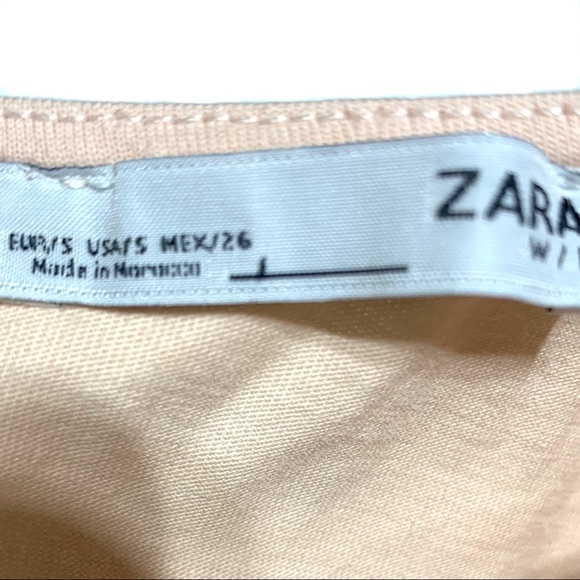 EUR/S USA/S MEX/26
Made in Morocco
ZARA
W/